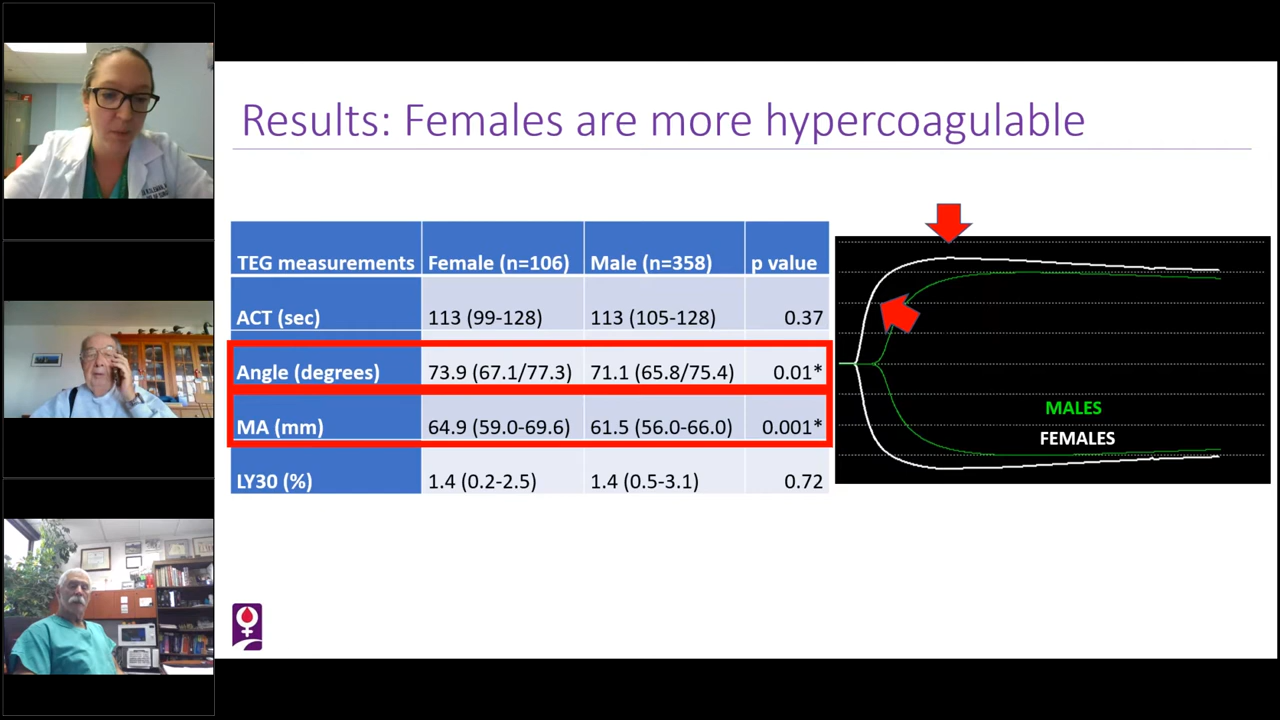 Results: Females are more hypercoagulable
TEG measurements Female (n=106) Male (n=358) p value
ACT (sec) 113 (99-128) 113 (105-128) 0.37
Angle (degrees) 73.9 (67.1/77.3) 71.1 (65.8/75.4) 0.01*
MA (mm) 64.9 (59.0-69.6) 61.5 (56.0-66.0) 0.001*
LY30 (%) 1.4 (0.2-2.5) 1.4 (0.5-3.1) 0.72
MALES
FEMALES